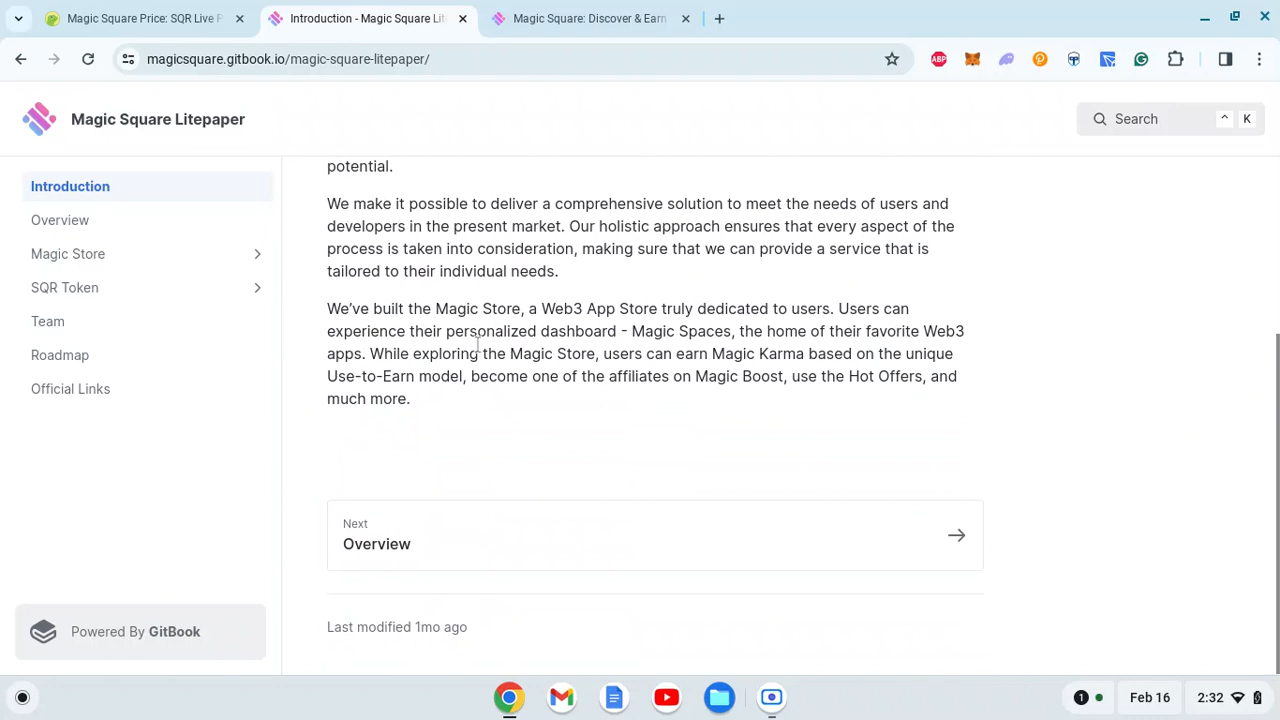 Magic Square Price: SQR Live P
Introduction - Magic Square Lit
Magic Square: Discover & Earn
magicsquare.gitbook.io/magic-square-litepaper/
ABP
Magic Square Litepaper
Search
^ K
Introduction
Overview
Magic Store
SQR Token
Team
Roadmap
Official Links
Powered By GitBook
potential.
We make it possible to deliver a comprehensive solution to meet the needs of users and
developers in the present market. Our holistic approach ensures that every aspect of the
process is taken into consideration, making sure that we can provide a service that is
tailored to their individual needs.
We've built the Magic Store, a Web3 App Store truly dedicated to users. Users can
experience their personalized dashboard - Magic Spaces, the home of their favorite Web3
apps. While exploring the Magic Store, users can earn Magic Karma based on the unique
Use-to-Earn model, become one of the affiliates on Magic Boost, use the Hot Offers, and
much more.
Next
Overview
Last modified 1mo ago
1
Feb 16
2:32